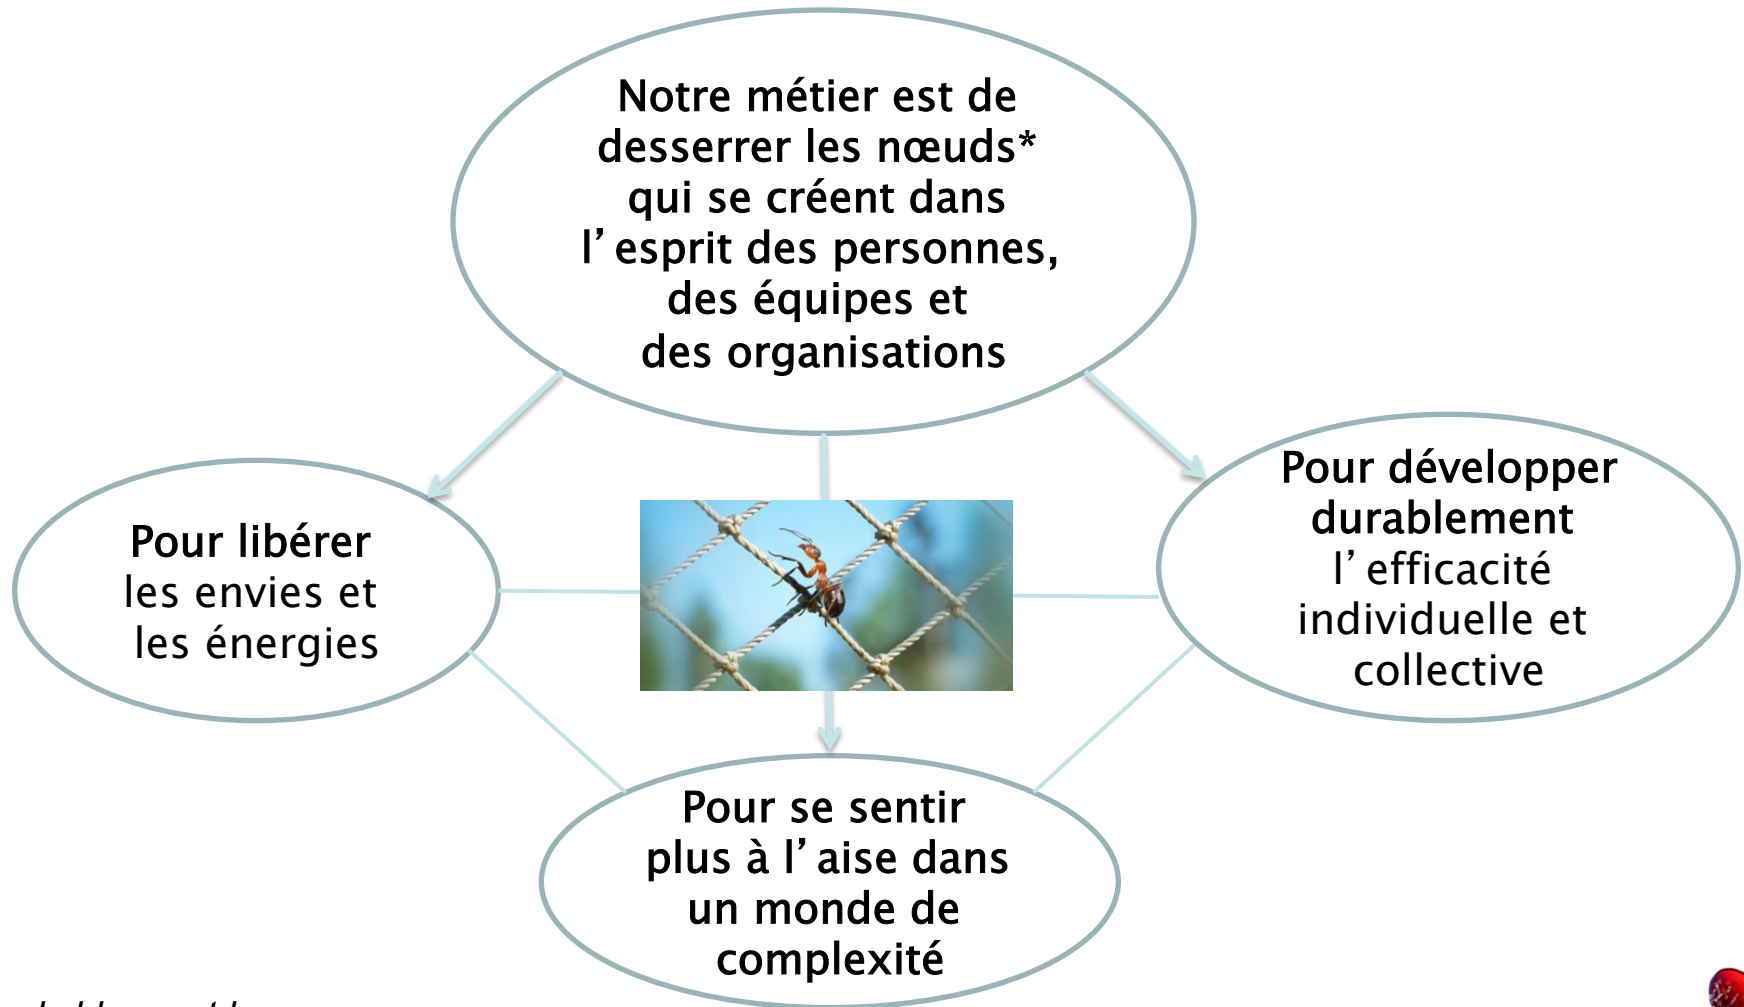 Notre métier est de
desserrer les nœuds*
qui se créent dans
l’esprit des personnes,
des équipes et
des organisations
Pour libérer
les envies et
les énergies
Pour développer
durablement
l’efficacité
individuelle et
collective
Pour se sentir
plus à l’aise dans
un monde de
complexité